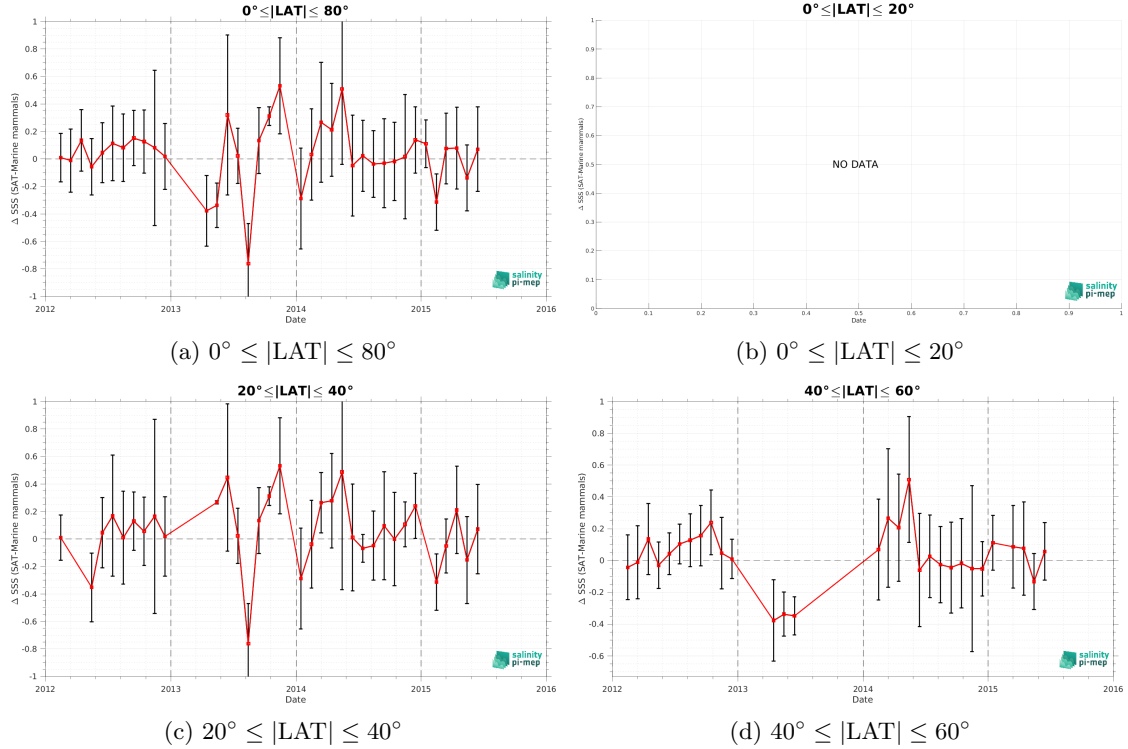 0°≤|LAT|≤ 80°
Δ SSS (SAT-Marine mammals)
1
0.8
0.6
0.4
0.2
0
-0.2
-0.4
-0.6
-0.8
-1
2012 2013 2014 2015 2016
Date
salinity
pi-mep
(a) 0° ≤ |LAT| ≤ 80°
0°≤|LAT|≤ 20°
Δ SSS (SAT-Marine mammals)
1
0.9
0.8
0.7
0.6
0.5
0.4
0.3
0.2
0.1
0
NO DATA
0 0.1 0.2 0.3 0.4 0.5 0.6 0.7 0.8 0.9 1
Date
salinity
pi-mep
(b) 0° ≤ |LAT| ≤ 20°
20°≤|LAT|≤ 40°
Δ SSS (SAT-Marine mammals)
1
0.8
0.6
0.4
0.2
0
-0.2
-0.4
-0.6
-0.8
-1
2012 2013 2014 2015 2016
Date
salinity
pi-mep
(c) 20° ≤ |LAT| ≤ 40°
40°≤|LAT|≤ 60°
Δ SSS (SAT-Marine mammals)
1
0.8
0.6
0.4
0.2
0
-0.2
-0.4
-0.6
2012 2013 2014 2015 2016
Date
salinity
pi-mep
(d) 40° ≤ |LAT| ≤ 60°